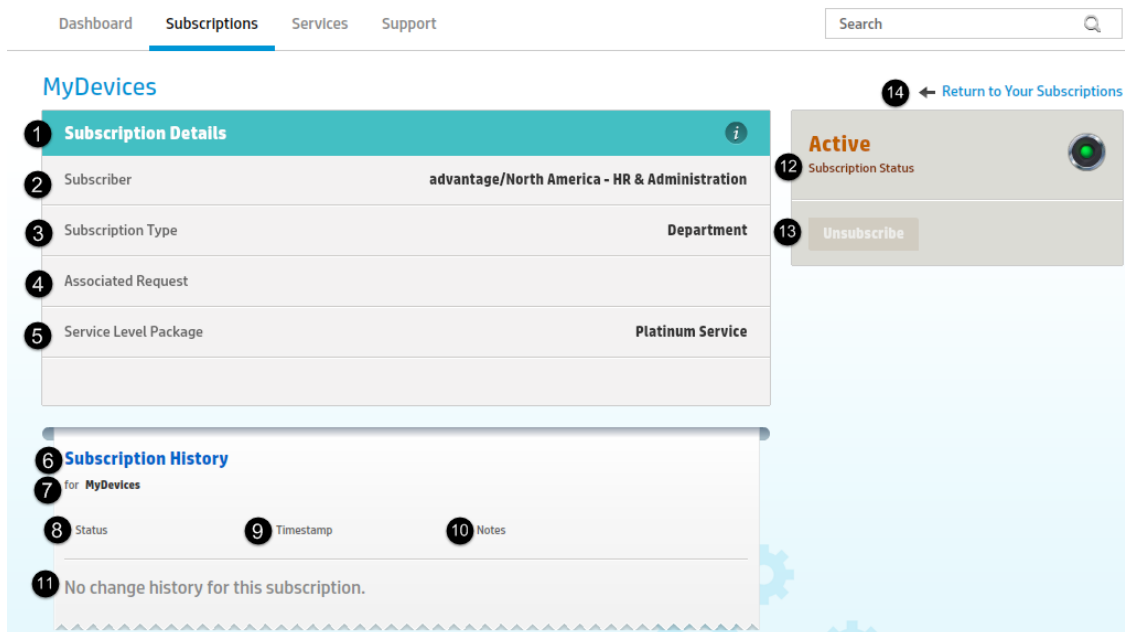 Dashboard Subscriptions Services Support Search
MyDevices
14 Return to Your Subscriptions
1 Subscription Details i
2 Subscriber advantage/North America - HR & Administration
3 Subscription Type Department
4 Associated Request
5 Service Level Package Platinum Service
Active
12 Subscription Status
13 Unsubscribe
6 Subscription History
7 for MyDevices
8 Status 9 Timestamp 10 Notes
11 No change history for this subscription.